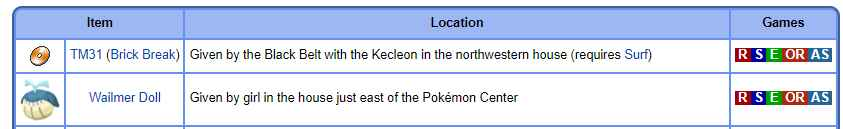 Item Location Games
TM31 (Brick Break) Given by the Black Belt with the Kecleon in the northwestern house (requires Surf) R S E OR AS
Wailmer Doll Given by girl in the house just east of the Pokémon Center R S E OR AS